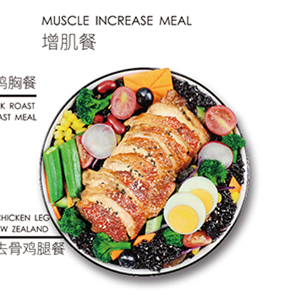 MUSCLE INCREASE MEAL
增肌餐
鸡胸餐
K ROAST
AST MEAL
CHICKEN LEG
W ZEALAND
去骨鸡腿餐